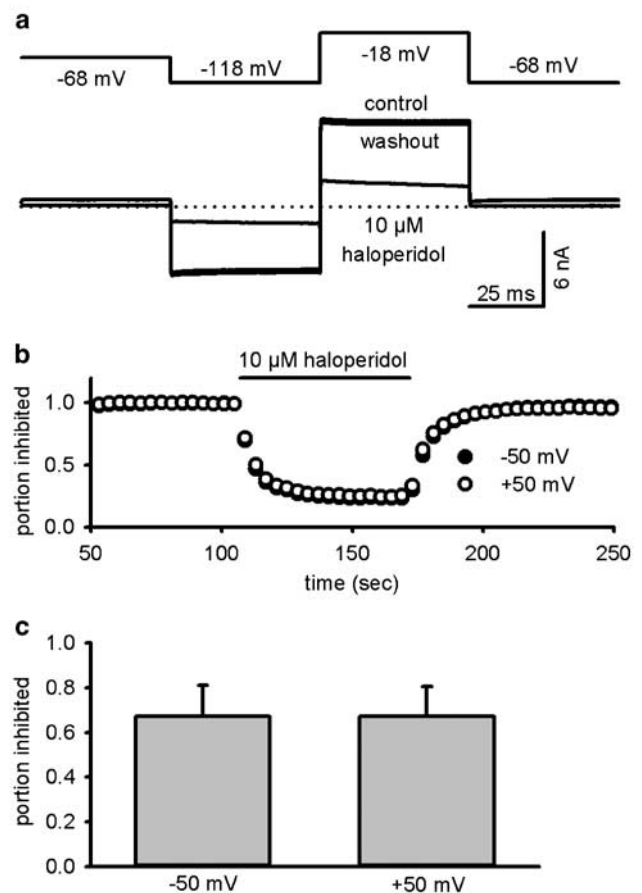 a
-68 mV
-118 mV
-18 mV
-68 mV
control
washout
10 µM
haloperidol
6 nA
25 ms
b
10 µM haloperidol
portion inhibited
1.0
0.5
0.0
-50 mV
+50 mV
50
100
150
200
250
time (sec)
c
portion inhibited
1.0
0.8
0.6
0.4
0.2
0.0
-50 mV
+50 mV